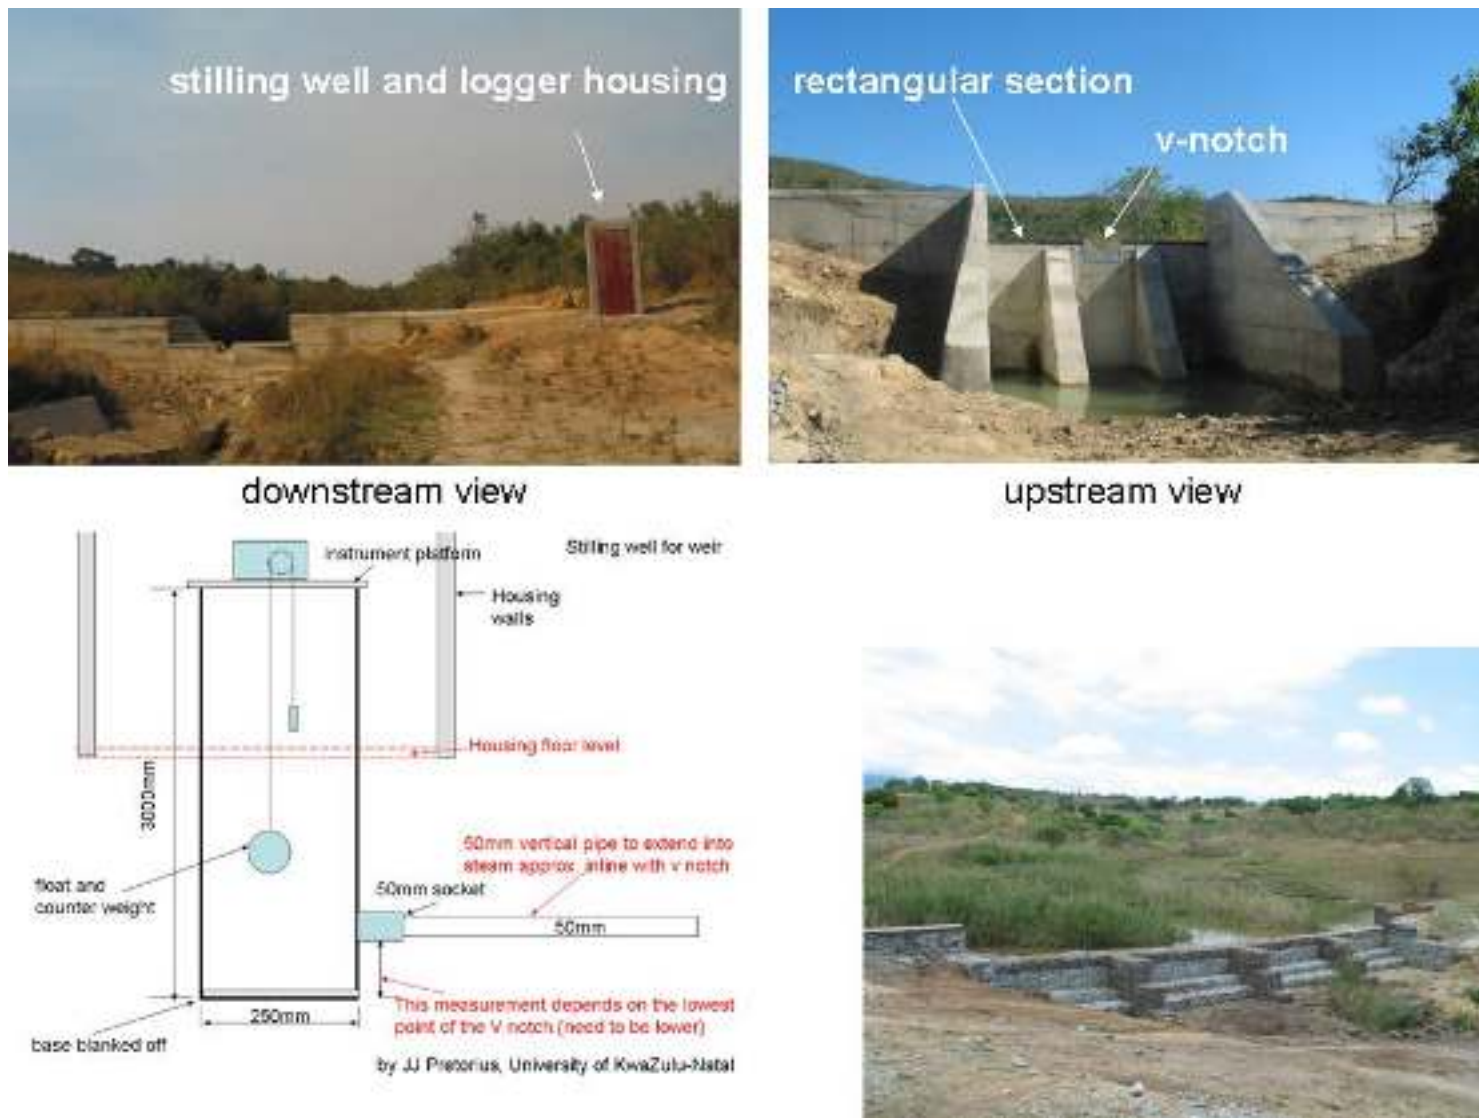 stilling well and logger housing
rectangular section
v-notch
downstream view
upstream view
instrument platform
Stilling well for weir
Housing
walls
Housing floor level
3000mm
50mm vertical pipe to extend into
steam approx. inline with v notch
float and
counter weight
50mm socket
50mm
This measurement depends on the lowest
point of the V notch (need to be lower)
250mm
base blanked off
by JJ Pretorius, University of KwaZulu-Natal